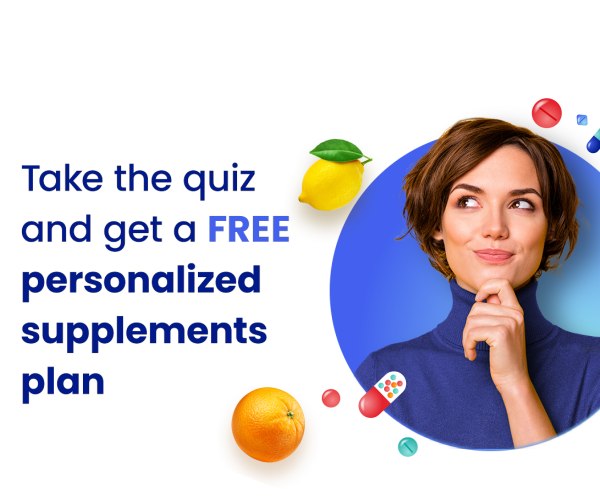 Take the quiz
and get a FREE
personalized
supplements
plan